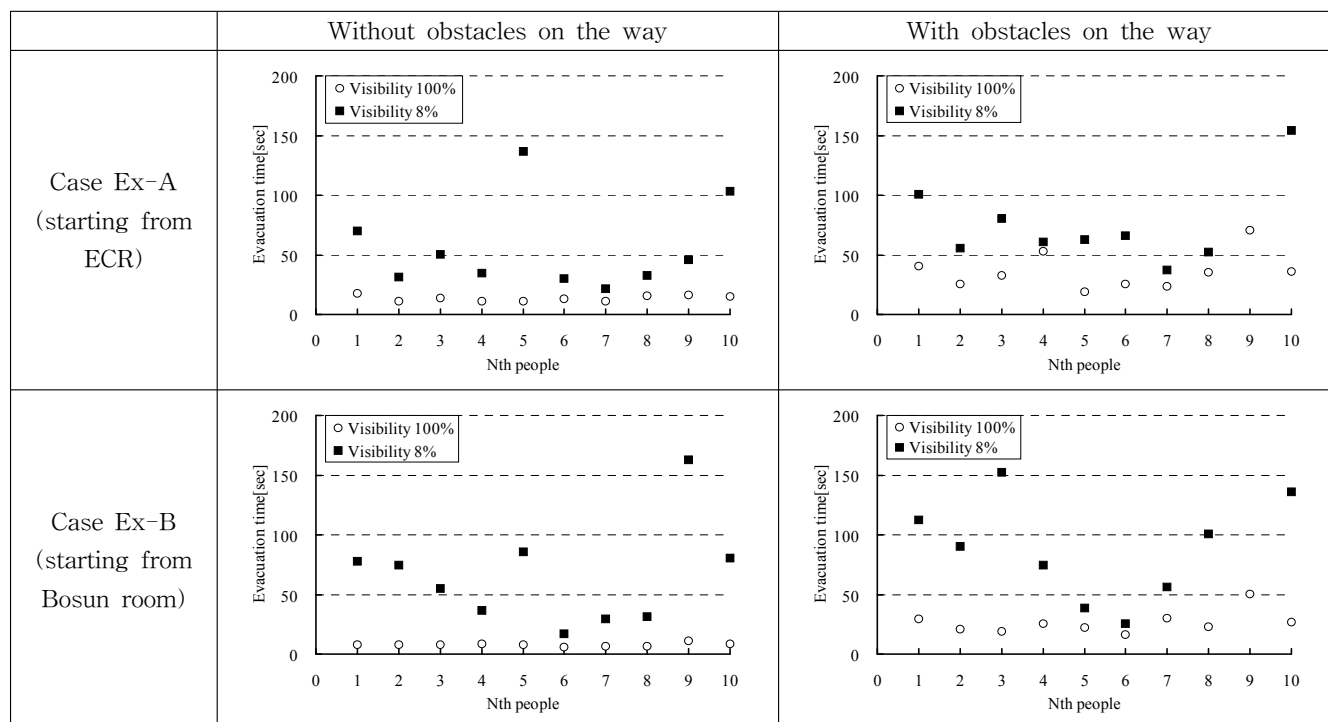 Without obstacles on the way
With obstacles on the way
Case Ex-A
(starting from
ECR)
200
150
100
50
0
Evacuation time[sec]
Visibility 100%
Visibility 8%
0 1 2 3 4 5 6 7 8 9 10
Nth people
200
150
100
50
0
Evacuation time[sec]
Visibility 100%
Visibility 8%
0 1 2 3 4 5 6 7 8 9 10
Nth people
Case Ex-B
(starting from
Bosun room)
200
150
100
50
0
Evacuation time[sec]
Visibility 100%
Visibility 8%
0 1 2 3 4 5 6 7 8 9 10
Nth people
200
150
100
50
0
Evacuation time[sec]
Visibility 100%
Visibility 8%
0 1 2 3 4 5 6 7 8 9 10
Nth people